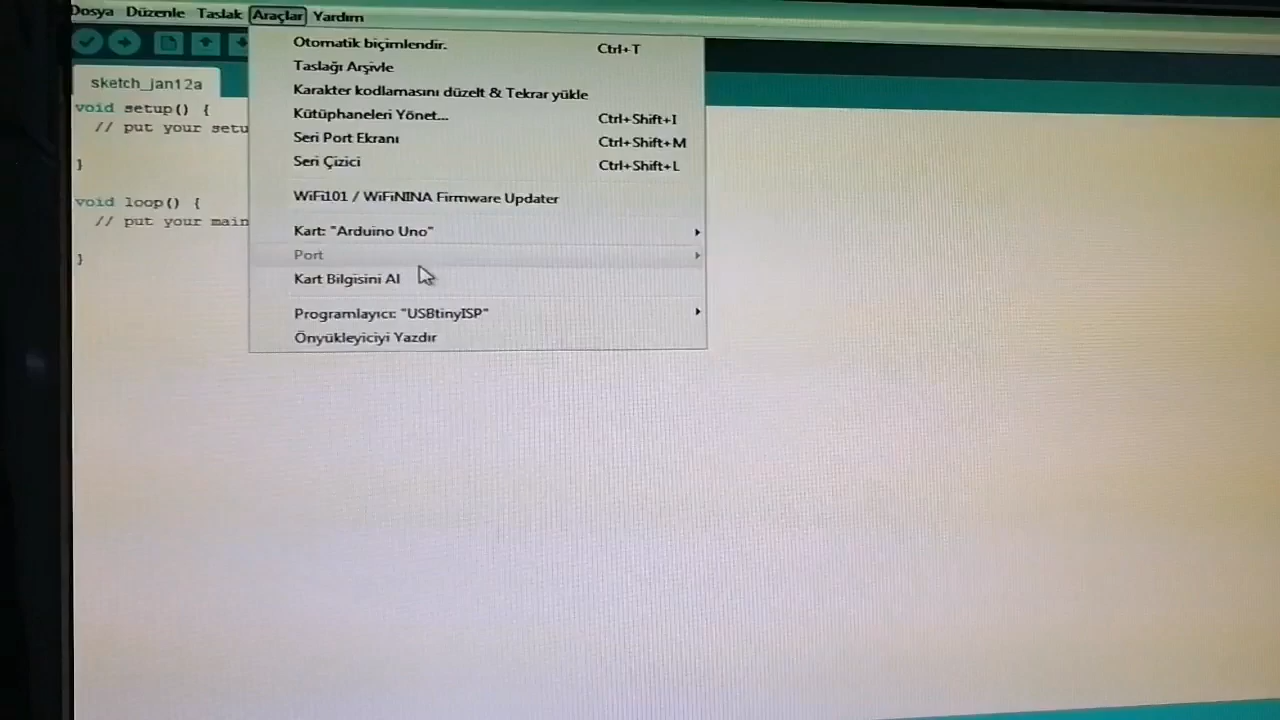 Dosya Düzenle Taslak Araçlar Yardım
sketch_jan12a
void setup() {
// put your setu
}
void loop() {
// put your main
}
Otomatik biçimlendir. Ctrl+T
Taslağı Arşivle
Karakter kodlamasını düzelt & Tekrar yükle
Kütüphaneleri Yönet... Ctrl+Shift+I
Seri Port Ekranı Ctrl+Shift+M
Seri Çizici Ctrl+Shift+L
WiFi101 / WiFiNINA Firmware Updater
Kart: "Arduino Uno"
Port
Kart Bilgisini Al
Programlayıcı: "USBtinyISP"
Önyükleyiciyi Yazdır